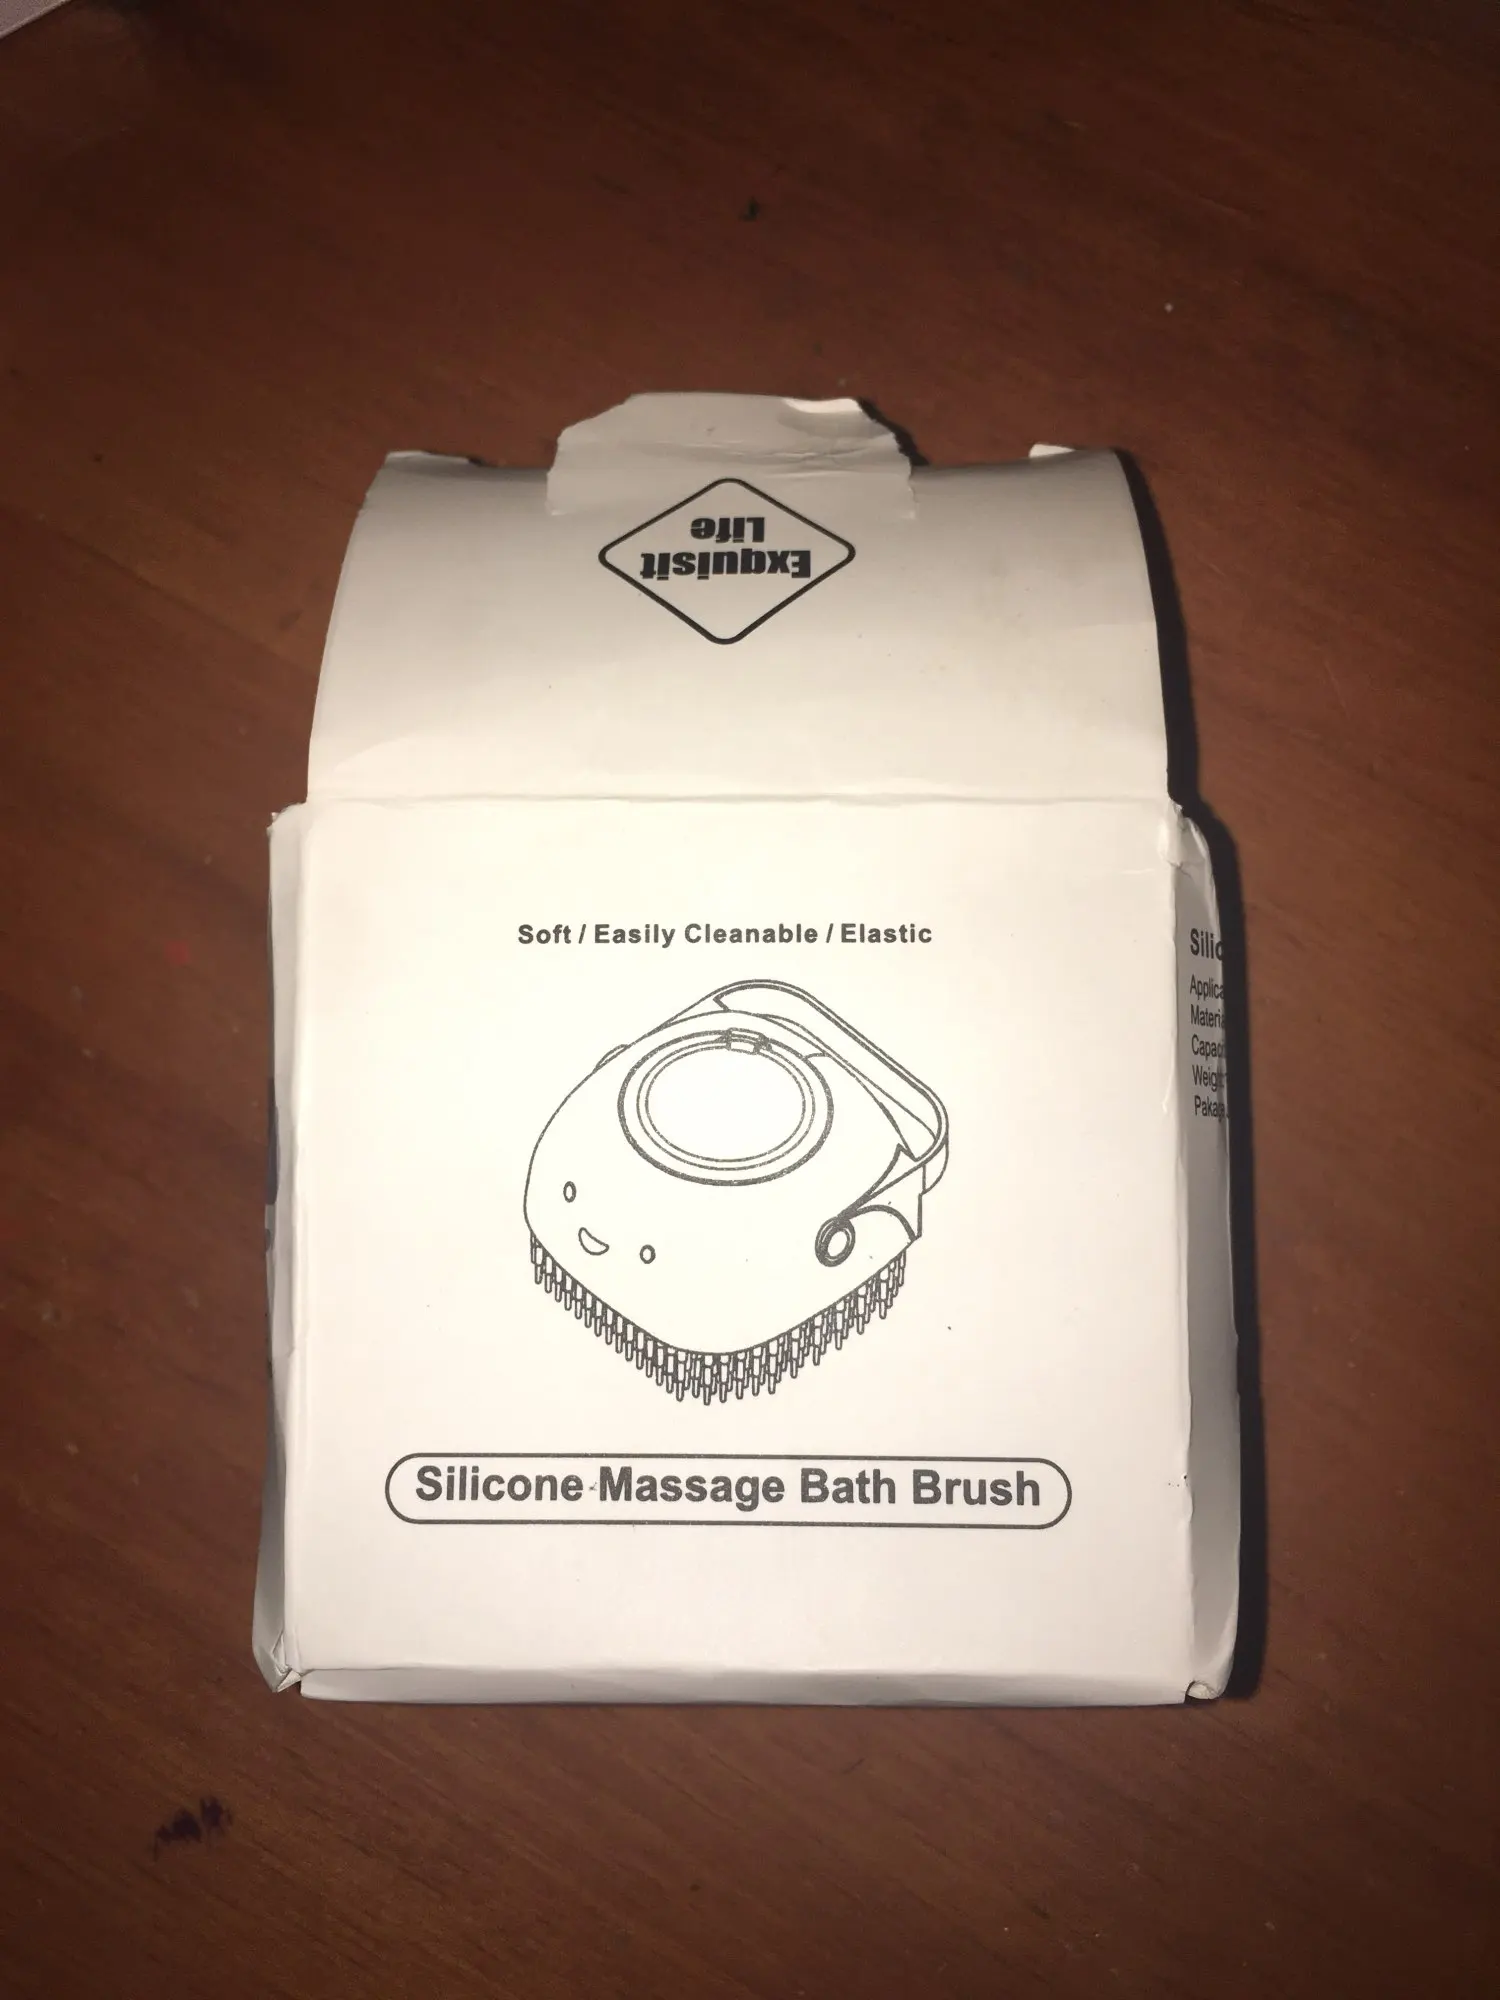 Exquisit
Life
Soft / Easily Cleanable / Elastic
Silicone Massage Bath Brush